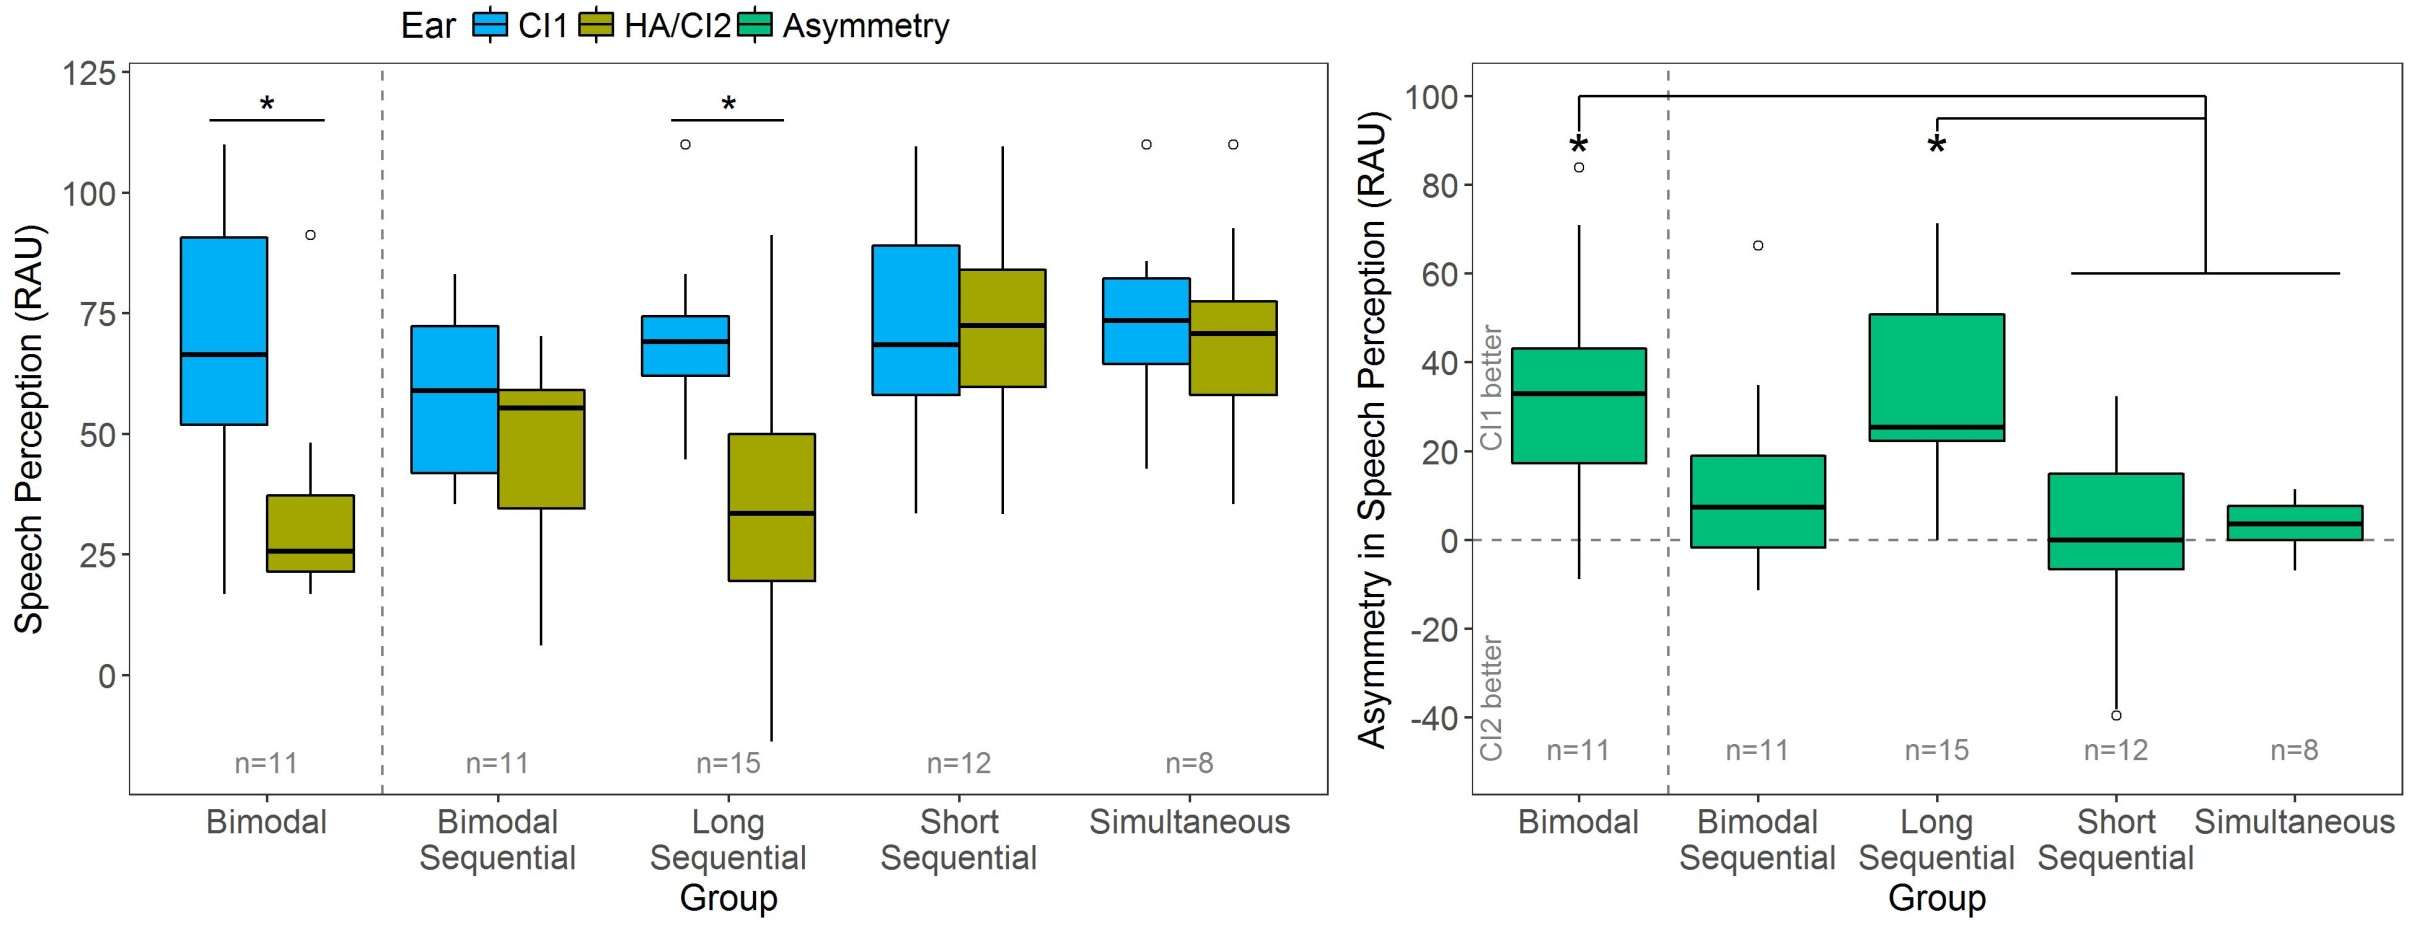 Ear CI1 HA/CI2 Asymmetry
Speech Perception (RAU)
125
100
75
50
25
0
*
*
n=11
n=11
n=15
n=12
n=8
Bimodal
Bimodal
Sequential
Long
Sequential
Short
Sequential
Simultaneous
Group
Asymmetry in Speech Perception (RAU)
100
80
60
40
20
0
-20
-40
CI1 better
CI2 better
*
*
n=11
n=11
n=15
n=12
n=8
Bimodal
Bimodal
Sequential
Long
Sequential
Short
Sequential
Simultaneous
Group